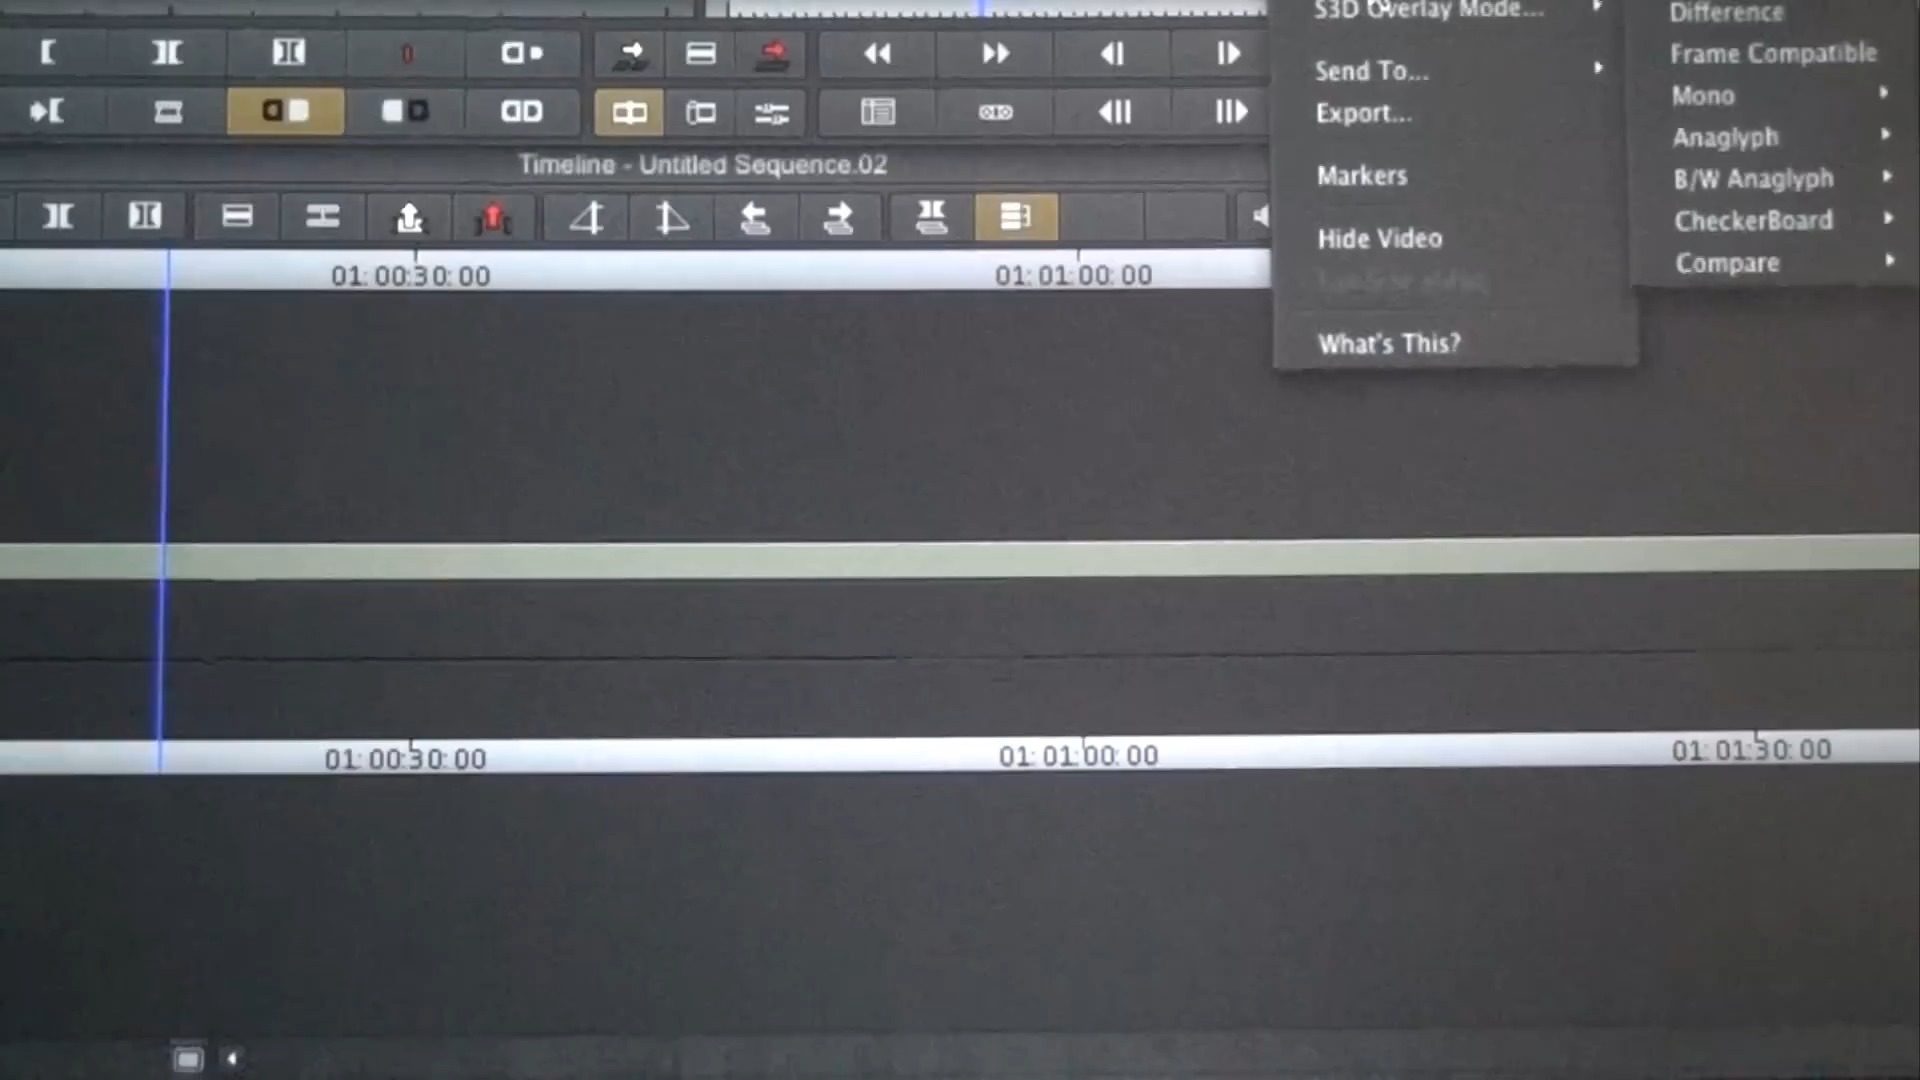 S3D Overlay Mode...
Send To...
Export...
Markers
Hide Video
What's This?
Difference
Frame Compatible
Mono
Anaglyph
B/W Anaglyph
CheckerBoard
Compare
Timeline - Untitled Sequence.02
01:00:30:00
01:01:00:00
01:00:30:00
01:01:00:00
01:01:30:00